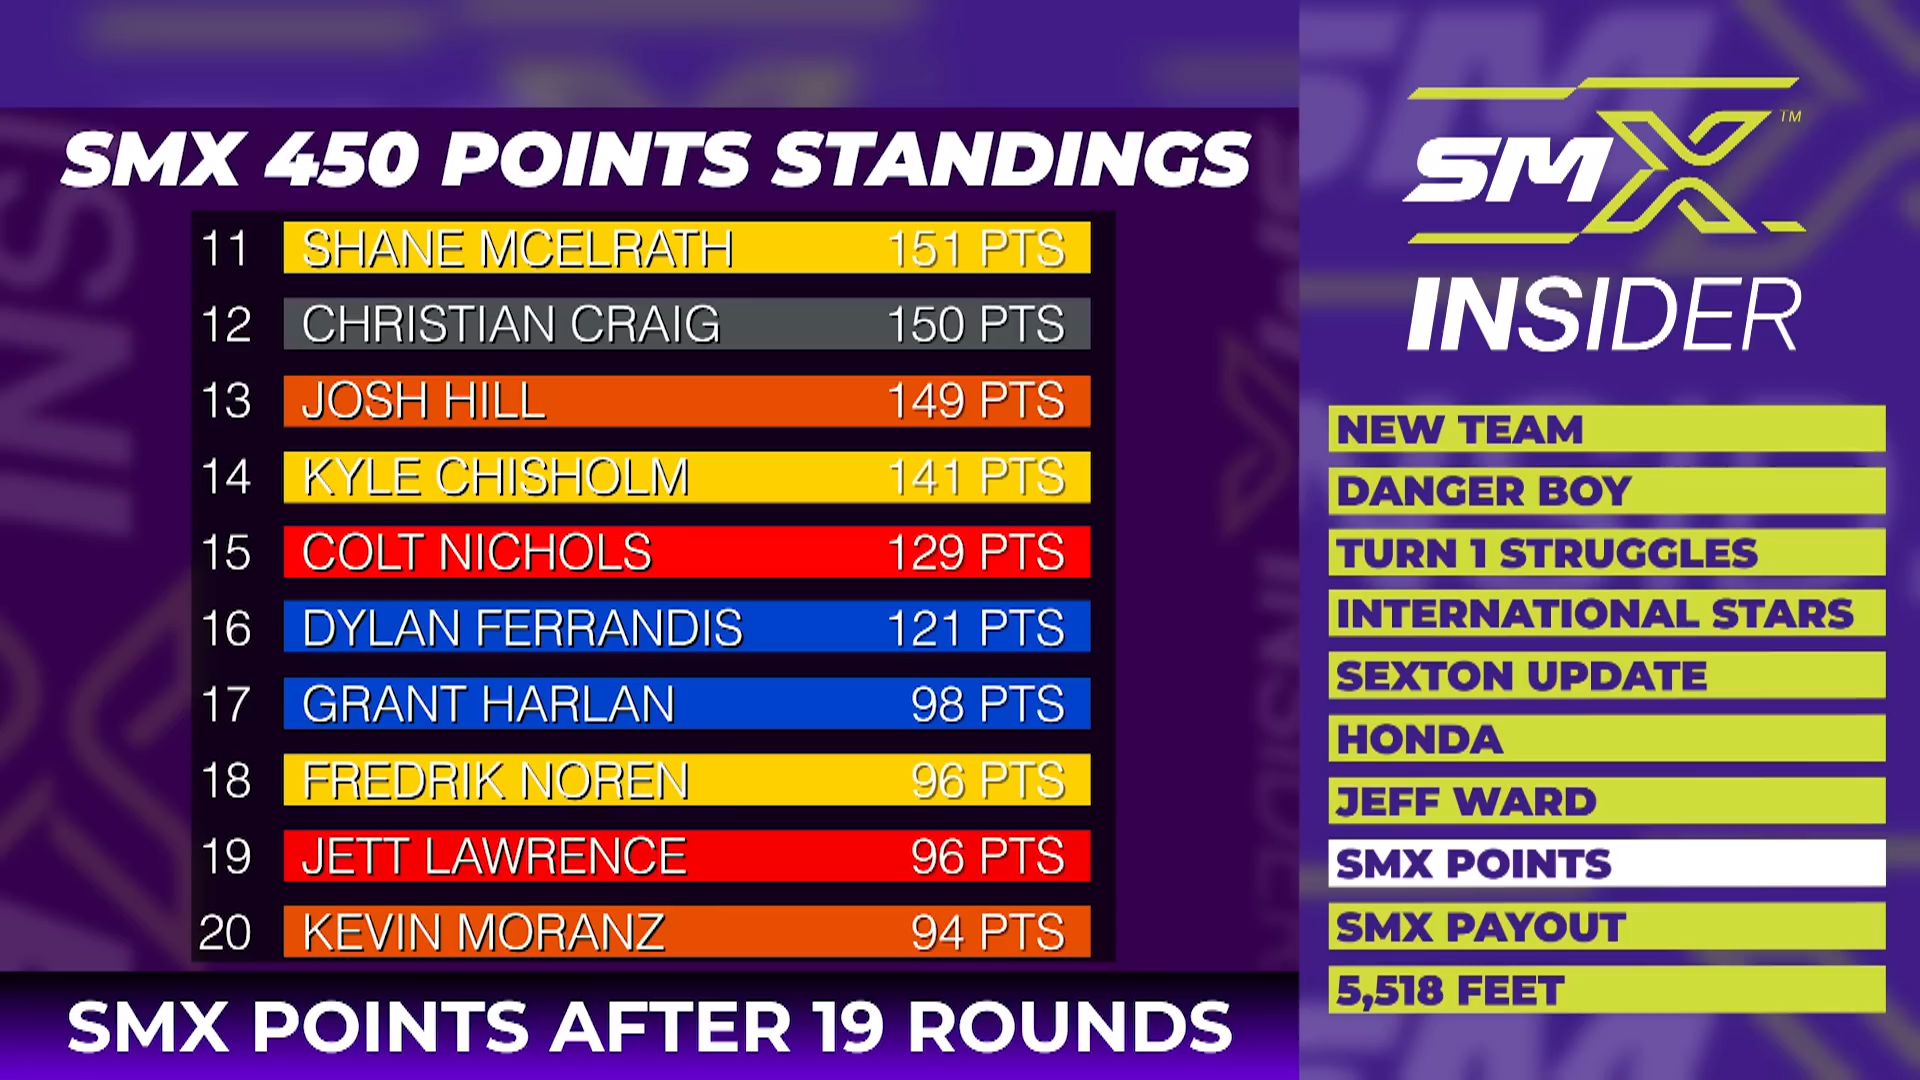 SMX 450 POINTS STANDINGS
11 SHANE MCELRATH 151 PTS
12 CHRISTIAN CRAIG 150 PTS
13 JOSH HILL 149 PTS
14 KYLE CHISHOLM 141 PTS
15 COLT NICHOLS 129 PTS
16 DYLAN FERRANDIS 121 PTS
17 GRANT HARLAN 98 PTS
18 FREDRIK NOREN 96 PTS
19 JETT LAWRENCE 96 PTS
20 KEVIN MORANZ 94 PTS
SMX POINTS AFTER 19 ROUNDS
SMX™
INSIDER
NEW TEAM
DANGER BOY
TURN 1 STRUGGLES
INTERNATIONAL STARS
SEXTON UPDATE
HONDA
JEFF WARD
SMX POINTS
SMX PAYOUT
5,518 FEET